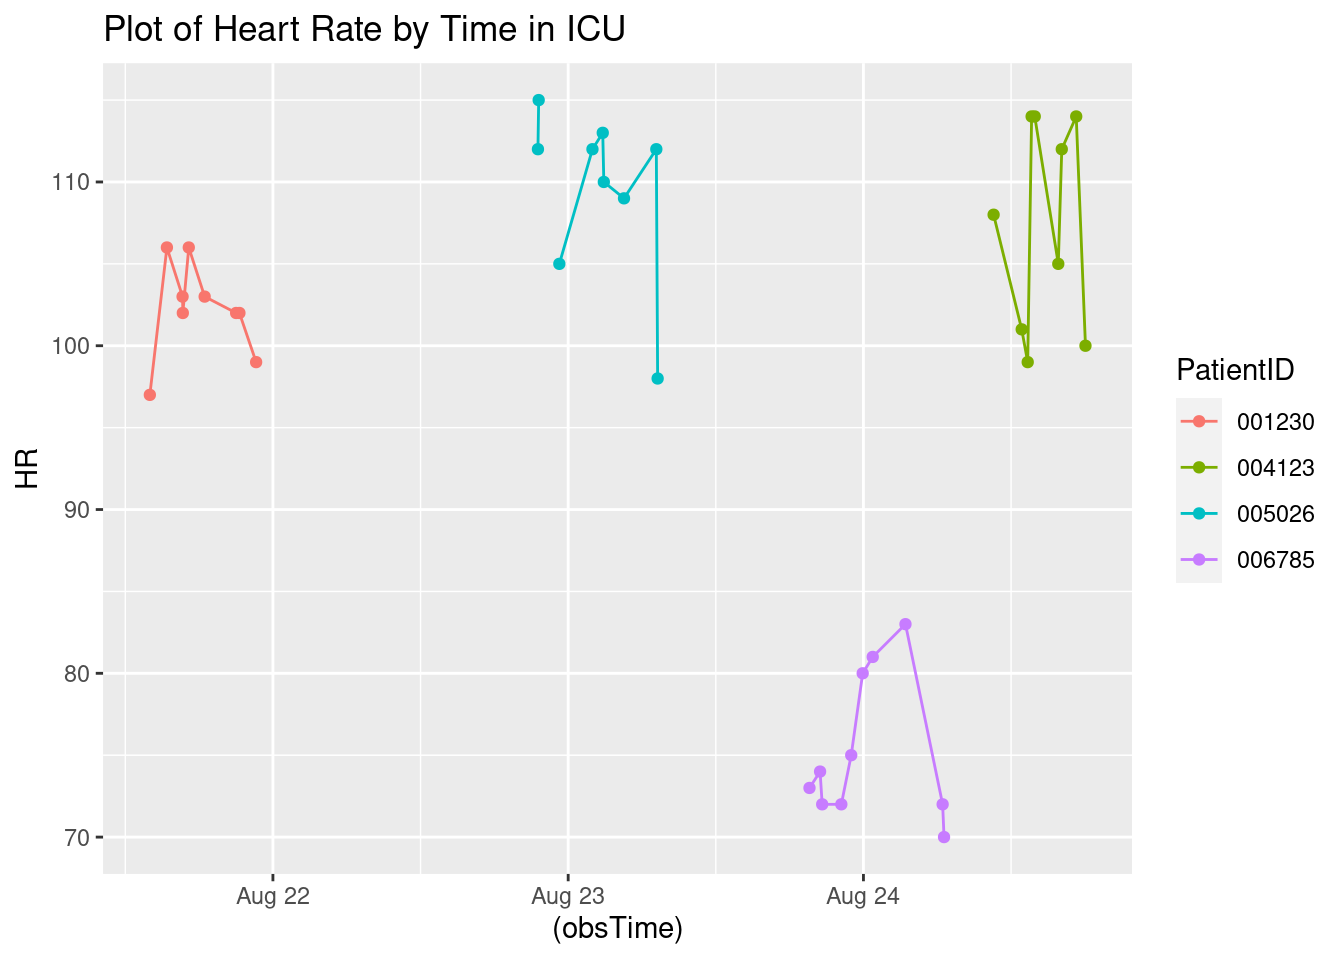 Plot of Heart Rate by Time in ICU
HR
110
100
90
80
70
Aug 22
Aug 23
Aug 24
(obsTime)
PatientID
001230
004123
005026
006785